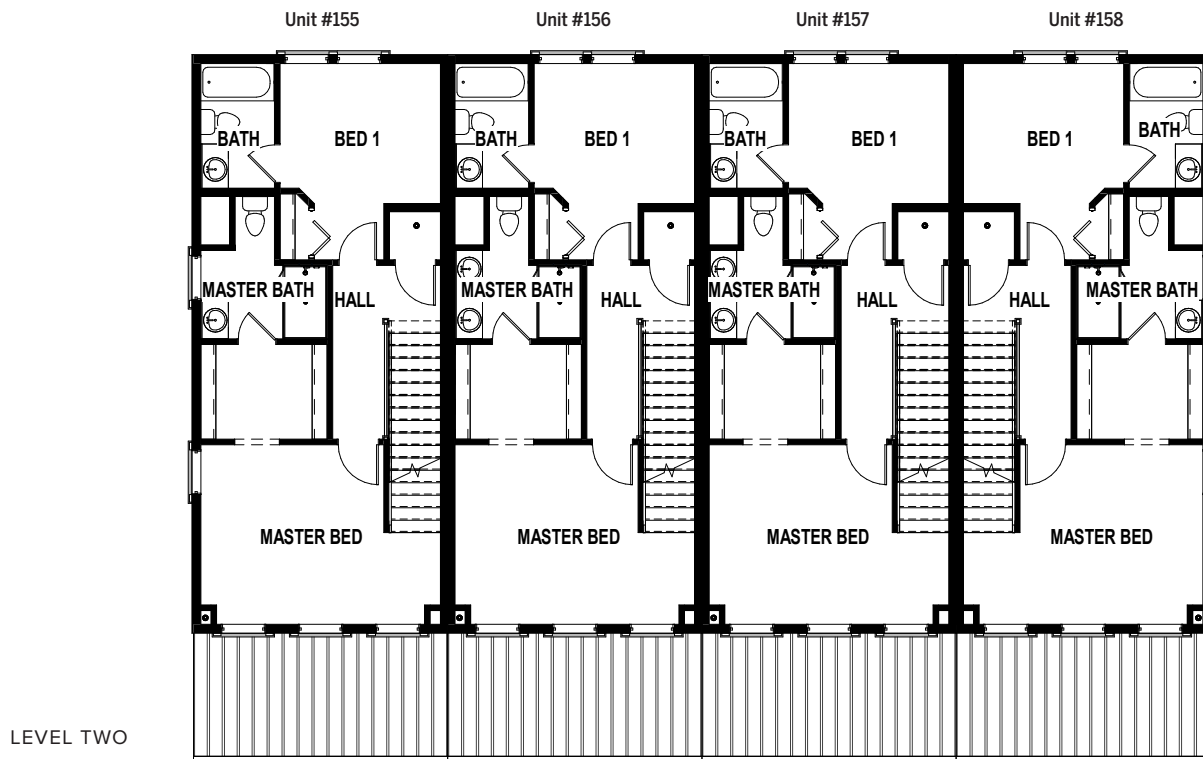 Unit #155 Unit #156 Unit #157 Unit #158
BATH BED 1 BATH BED 1 BATH BED 1 BED 1 BATH
MASTER BATH HALL MASTER BATH HALL MASTER BATH HALL HALL MASTER BATH
MASTER BED MASTER BED MASTER BED MASTER BED
LEVEL TWO